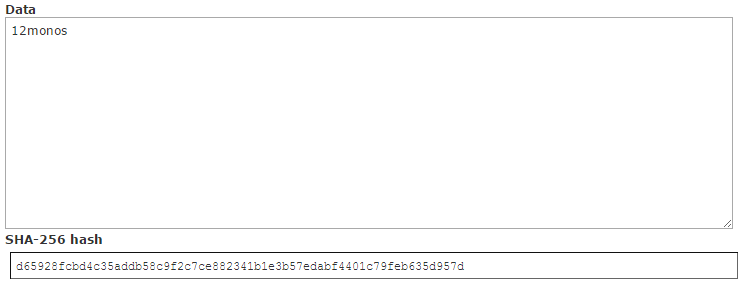 Data
12monos
SHA-256 hash
d65928fcbd4c35addb58c9f2c7ce882341b1e3b57edabf4401c79feb635d957d